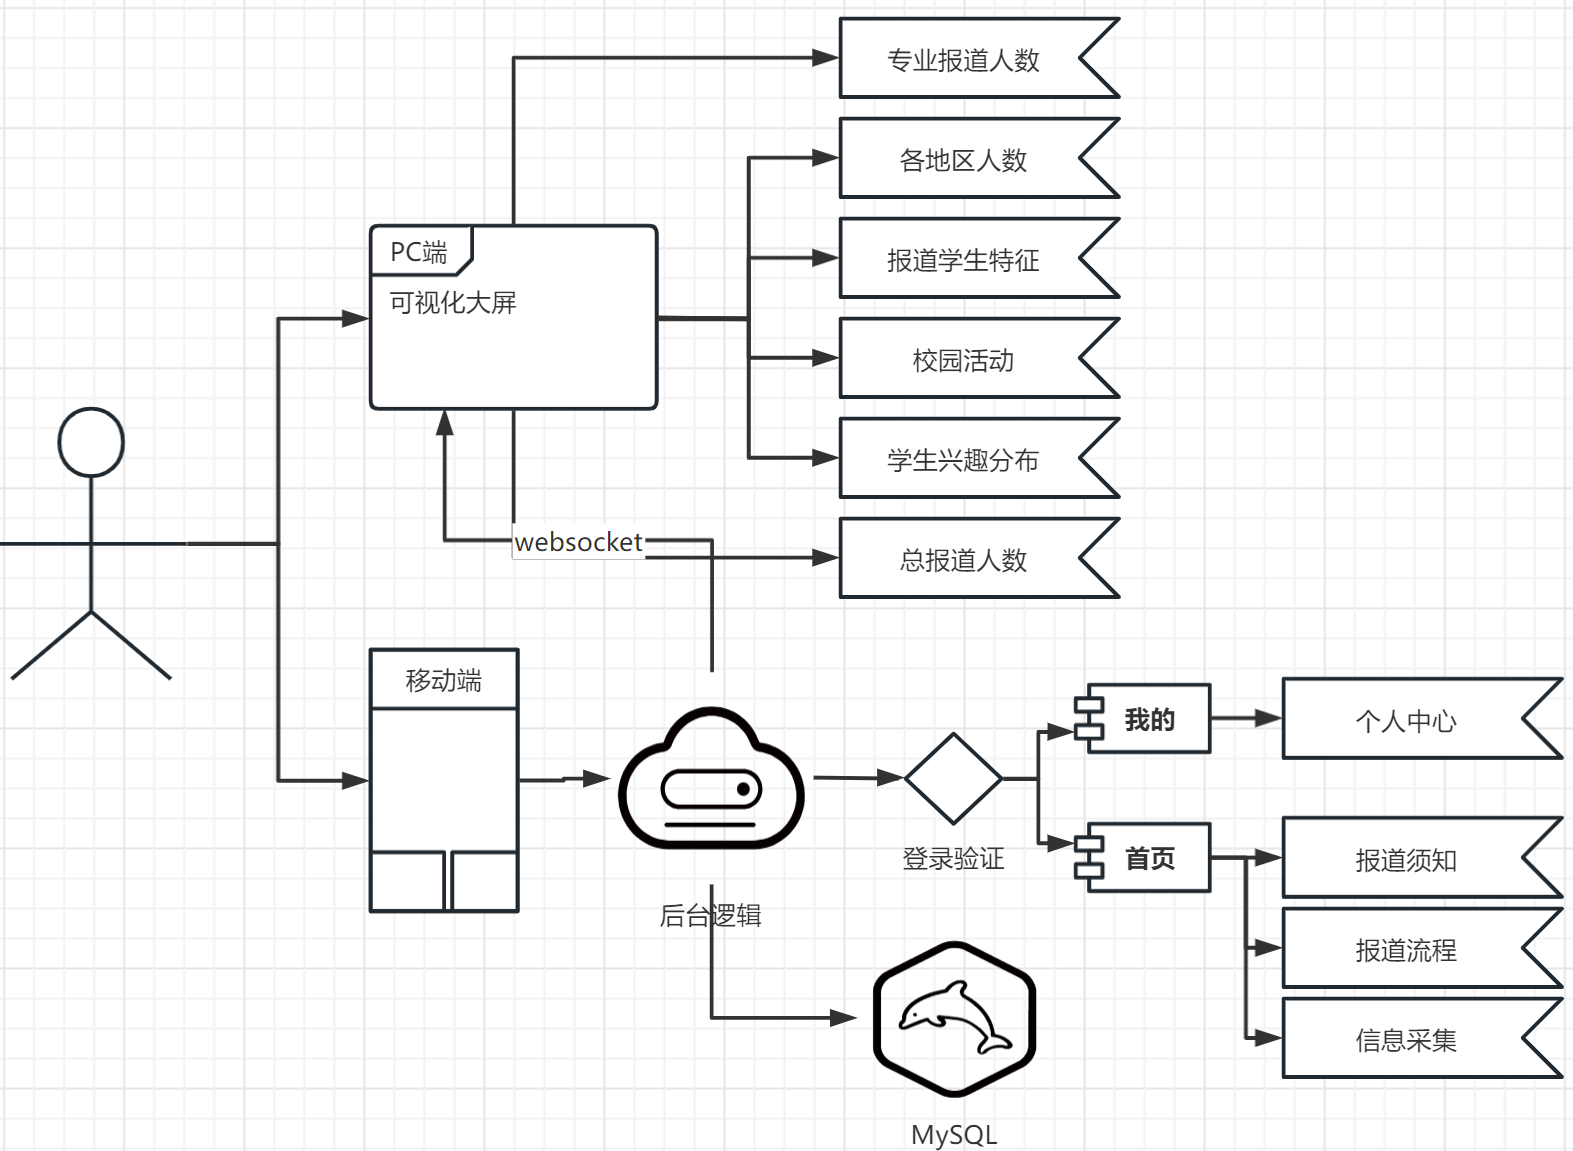 专业报道人数
各地区人数
PC端
可视化大屏
报道学生特征
校园活动
学生兴趣分布
websocket
总报道人数
移动端
我的
个人中心
登录验证
首页
报道须知
后台逻辑
报道流程
信息采集
MySQL